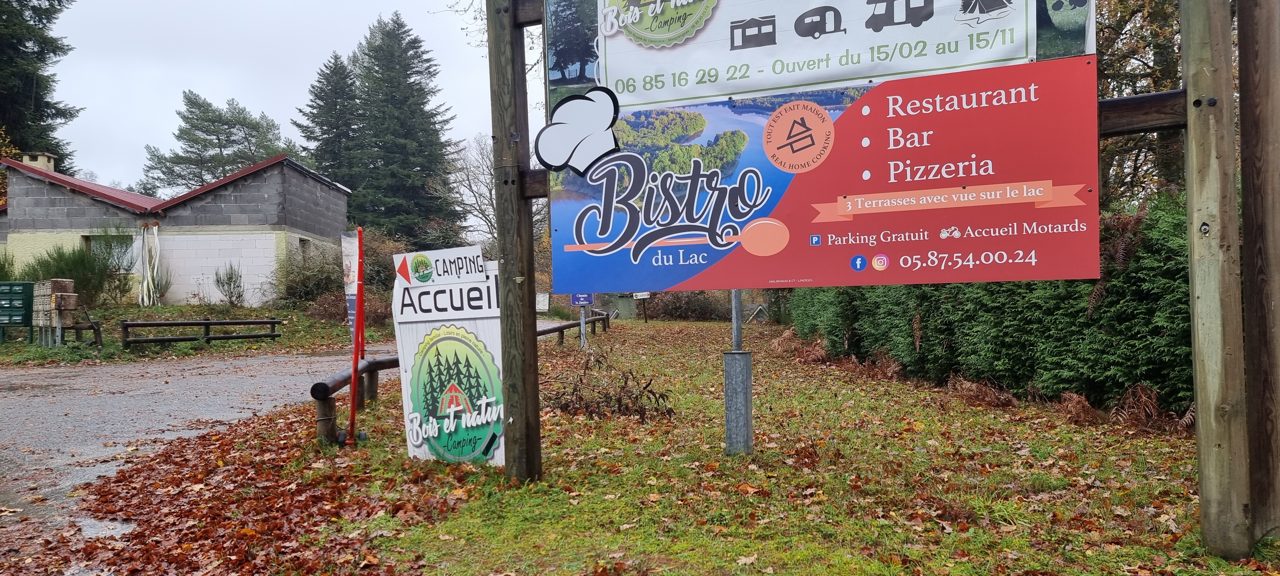 Bois et nature
Camping
06 85 16 29 22 - Ouvert du 15/02 au 15/11
TOUT EST FAIT MAISON
REAL HOME COOKING
• Restaurant
• Bar
• Pizzeria
3 Terrasses avec vue sur le lac
Bistro
du Lac
P Parking Gratuit Accueil Motards
05.87.54.00.24
CAMPING
Accueil
Bois et natur
-Camping-